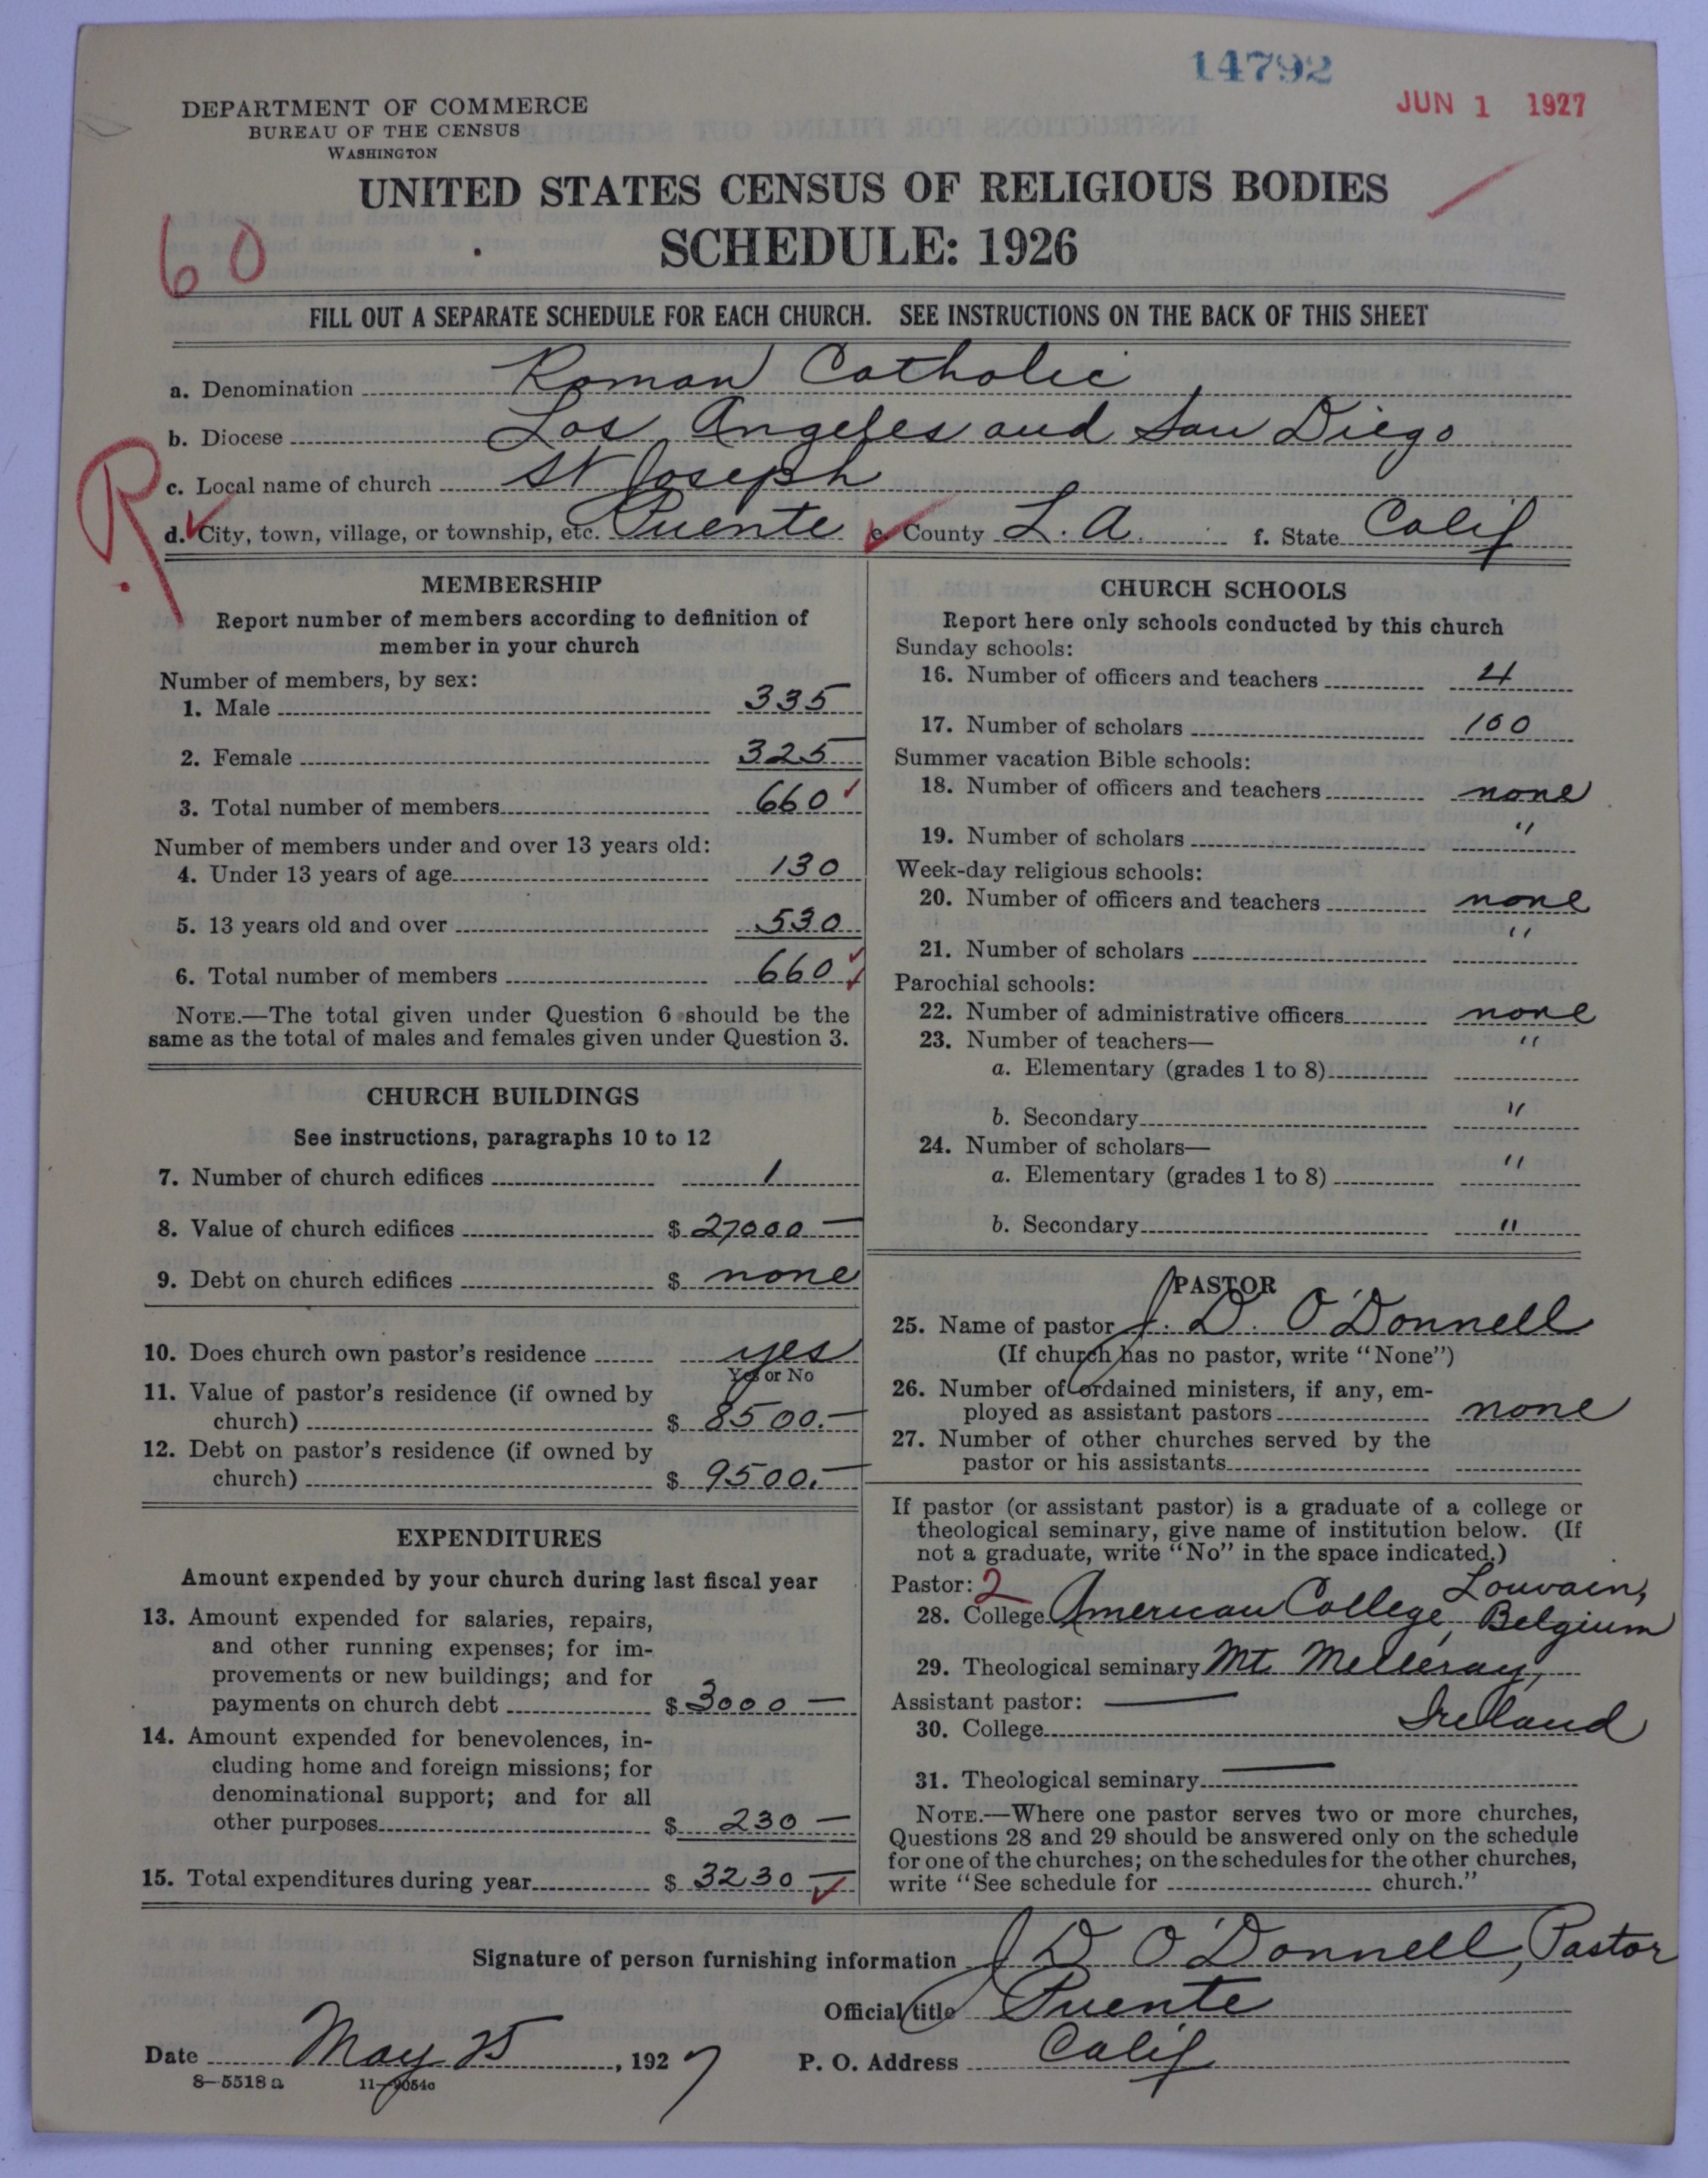 14792
JUN 1 1927
DEPARTMENT OF COMMERCE
BUREAU OF THE CENSUS
WASHINGTON
UNITED STATES CENSUS OF RELIGIOUS BODIES
SCHEDULE: 1926
60
FILL OUT A SEPARATE SCHEDULE FOR EACH CHURCH. SEE INSTRUCTIONS ON THE BACK OF THIS SHEET
a. Denomination Roman Catholic
b. Diocese Los Angeles and San Diego
c. Local name of church St Joseph
R
d. City, town, village, or township, etc. Puente e. County L. A. f. State Calif
MEMBERSHIP
Report number of members according to definition of
member in your church
Number of members, by sex:
1. Male 335
2. Female 325
3. Total number of members 660
Number of members under and over 13 years old:
4. Under 13 years of age 130
5. 13 years old and over 530
6. Total number of members 660
NOTE.—The total given under Question 6 should be the
same as the total of males and females given under Question 3.
CHURCH BUILDINGS
See instructions, paragraphs 10 to 12
7. Number of church edifices 1
8. Value of church edifices $ 27000 —
9. Debt on church edifices $ none
10. Does church own pastor's residence yes
Yes or No
11. Value of pastor's residence (if owned by
church) $ 8500.—
12. Debt on pastor's residence (if owned by
church) $ 9500.—
EXPENDITURES
Amount expended by your church during last fiscal year
13. Amount expended for salaries, repairs,
and other running expenses; for im-
provements or new buildings; and for
payments on church debt $ 3000 —
14. Amount expended for benevolences, in-
cluding home and foreign missions; for
denominational support; and for all
other purposes $ 230 —
15. Total expenditures during year $ 3230 —
CHURCH SCHOOLS
Report here only schools conducted by this church
Sunday schools:
16. Number of officers and teachers 4
17. Number of scholars 100
Summer vacation Bible schools:
18. Number of officers and teachers none
19. Number of scholars "
Week-day religious schools:
20. Number of officers and teachers none
21. Number of scholars "
Parochial schools:
22. Number of administrative officers none
23. Number of teachers— "
a. Elementary (grades 1 to 8)
b. Secondary "
24. Number of scholars—
a. Elementary (grades 1 to 8) "
b. Secondary "
PASTOR
25. Name of pastor J. D. O'Donnell
(If church has no pastor, write "None")
26. Number of ordained ministers, if any, em-
ployed as assistant pastors none
27. Number of other churches served by the
pastor or his assistants
If pastor (or assistant pastor) is a graduate of a college or
theological seminary, give name of institution below. (If
not a graduate, write "No" in the space indicated.)
Pastor: 2 Louvain,
28. College American College, Belgium
29. Theological seminary Mt. Melleray,
Assistant pastor: —
30. College Ireland
31. Theological seminary —
NOTE.—Where one pastor serves two or more churches,
Questions 28 and 29 should be answered only on the schedule
for one of the churches; on the schedules for the other churches,
write "See schedule for church."
Signature of person furnishing information J D O'Donnell, Pastor
Official title Puente
Date May 25, 1927 P. O. Address Calif
8—5518 a 11—9054c